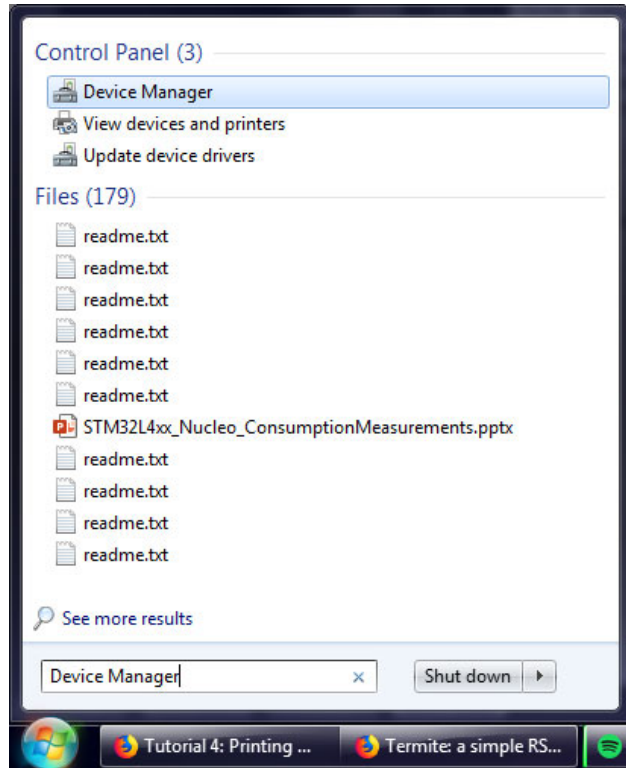 Control Panel (3)
Device Manager
View devices and printers
Update device drivers
Files (179)
readme.txt
readme.txt
readme.txt
readme.txt
readme.txt
readme.txt
STM32L4xx_Nucleo_ConsumptionMeasurements.pptx
readme.txt
readme.txt
readme.txt
readme.txt
See more results
Device Manager
Shut down
Tutorial 4: Printing ...
Termite: a simple RS...